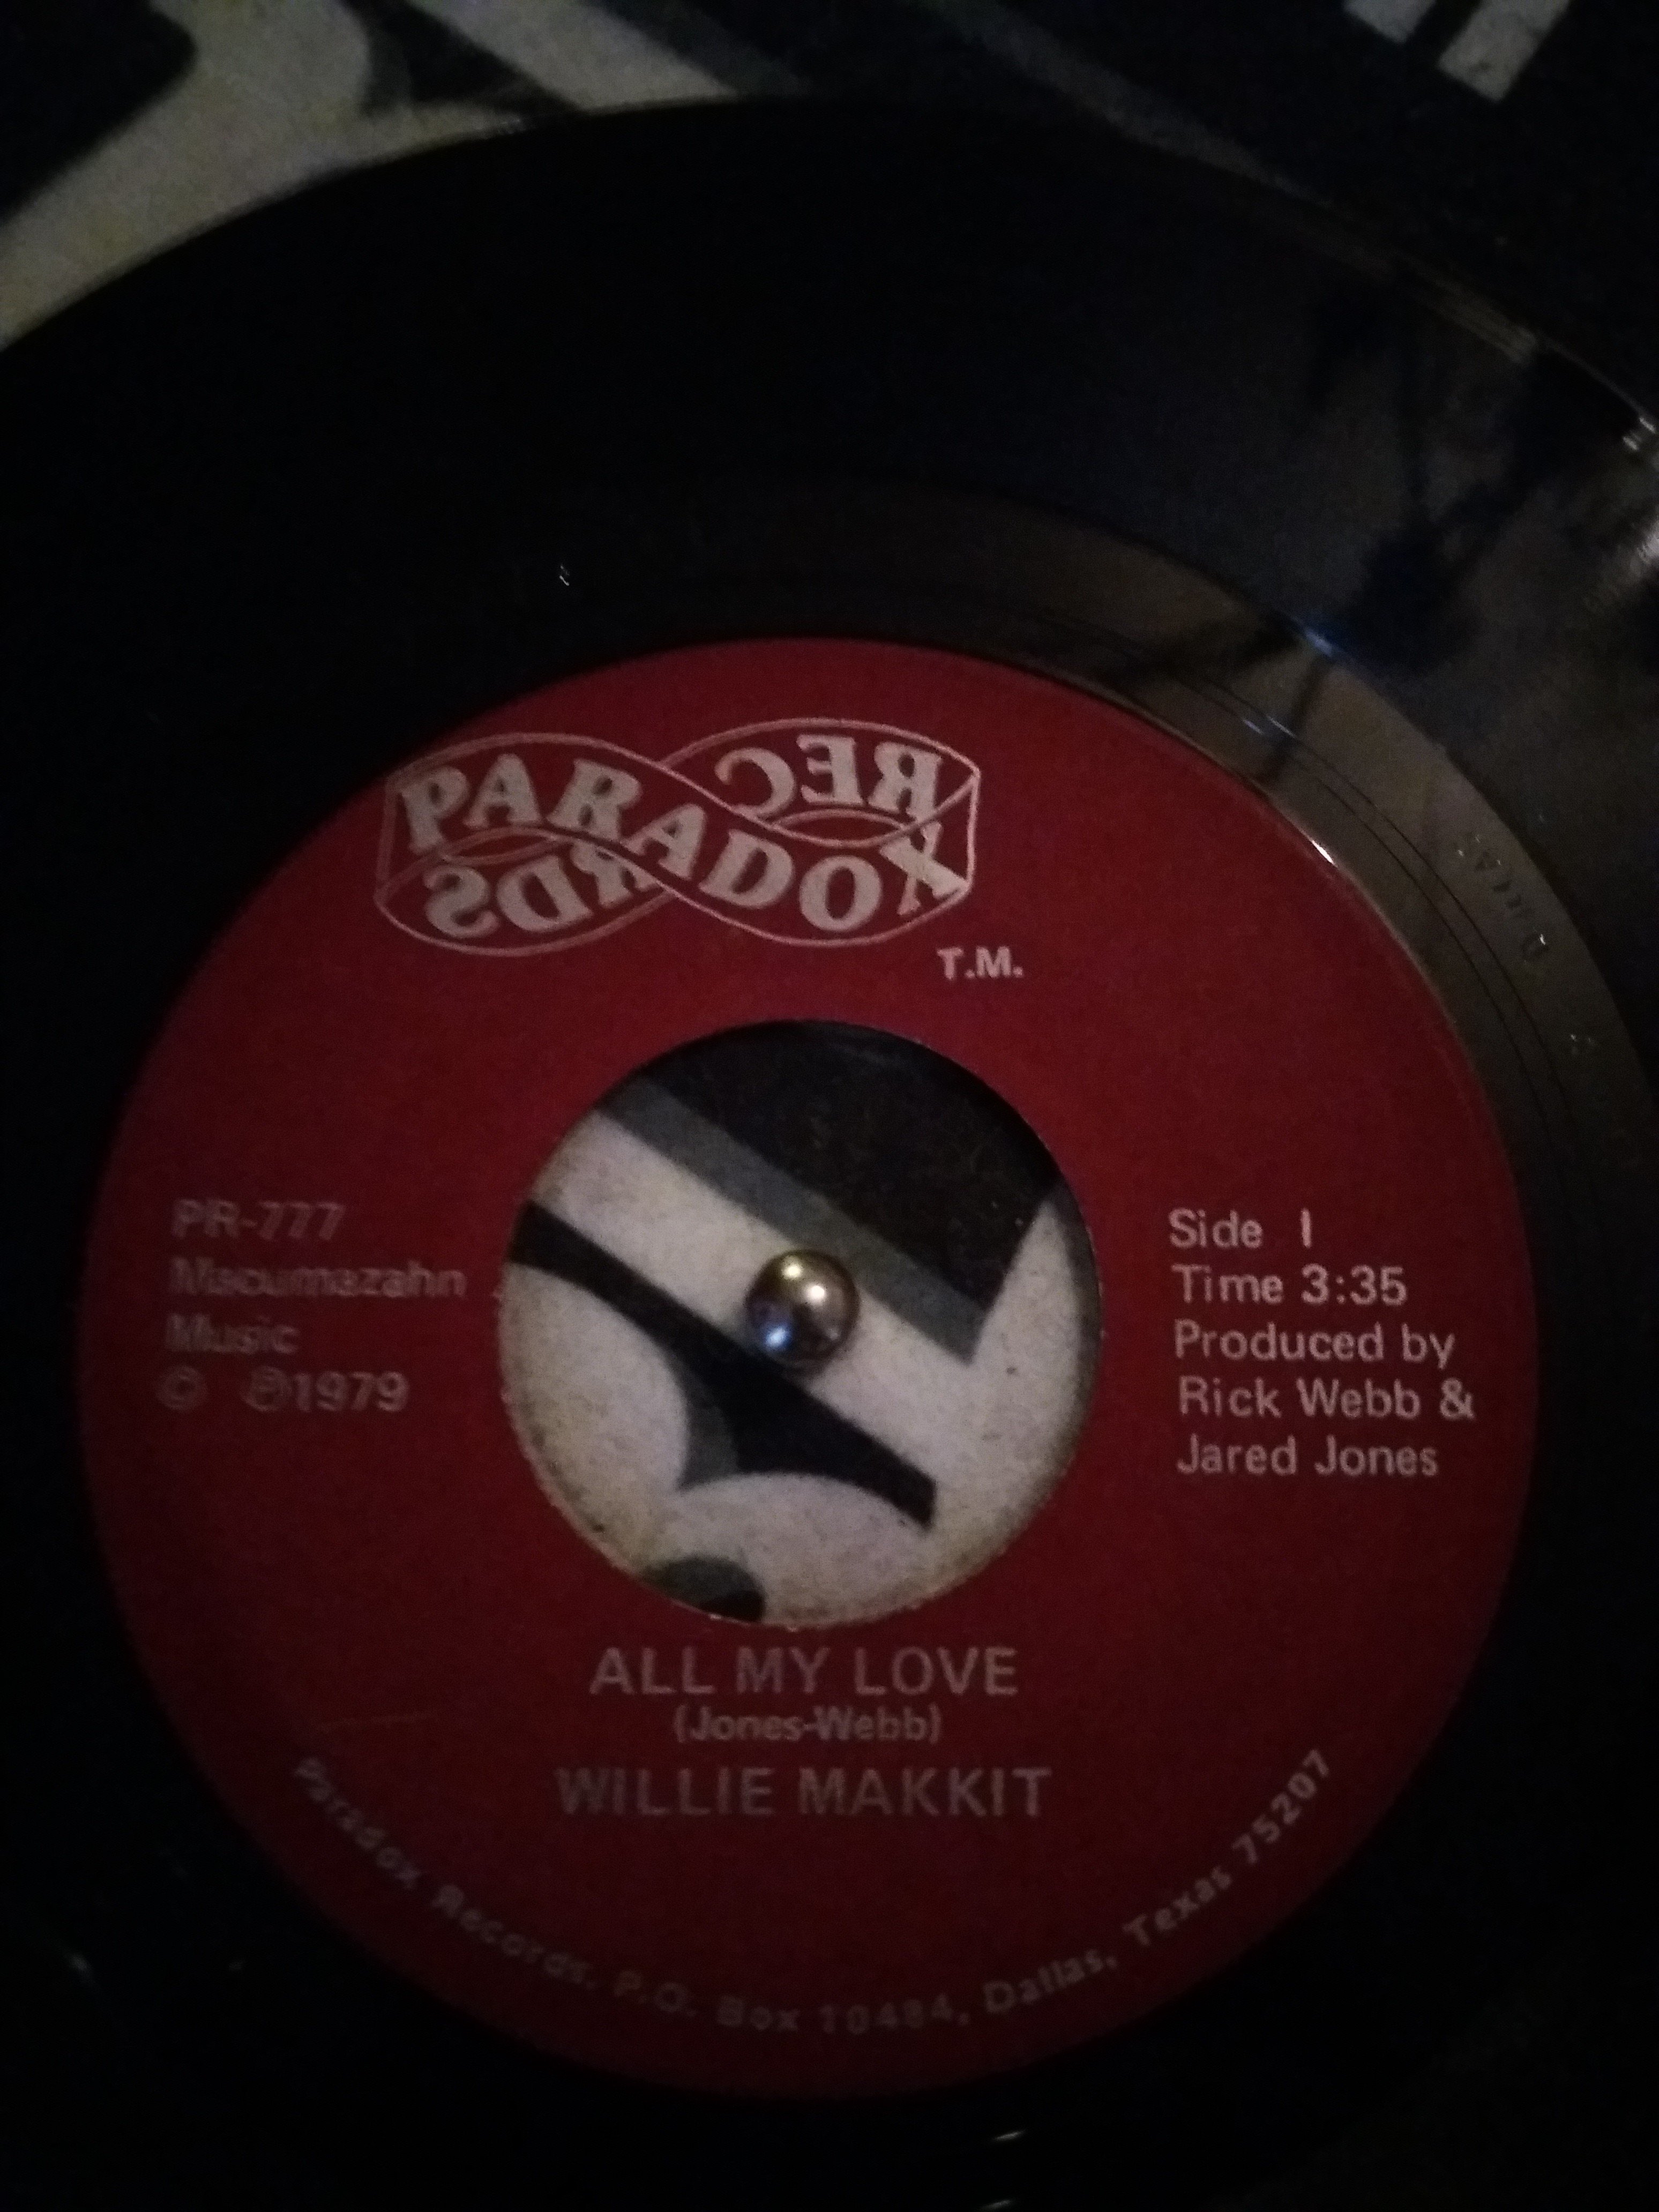 PARADOX
RECORDS
T.M.
PR-777
Macumazahn
Music
© ℗1979
Side 1
Time 3:35
Produced by
Rick Webb &
Jared Jones
ALL MY LOVE
(Jones-Webb)
WILLIE MAKKIT
Paradox Records, P.O. Box 10484, Dallas, Texas 75207